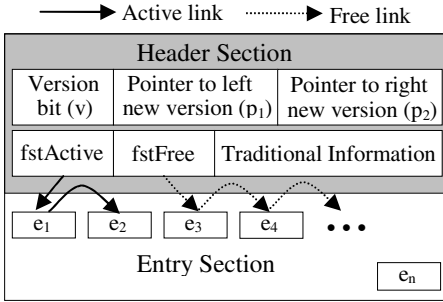 Active link Free link
Header Section
Version bit (v)
Pointer to left new version (p1)
Pointer to right new version (p2)
fstActive fstFree Traditional Information
e1 e2 e3 e4 •••
Entry Section
en